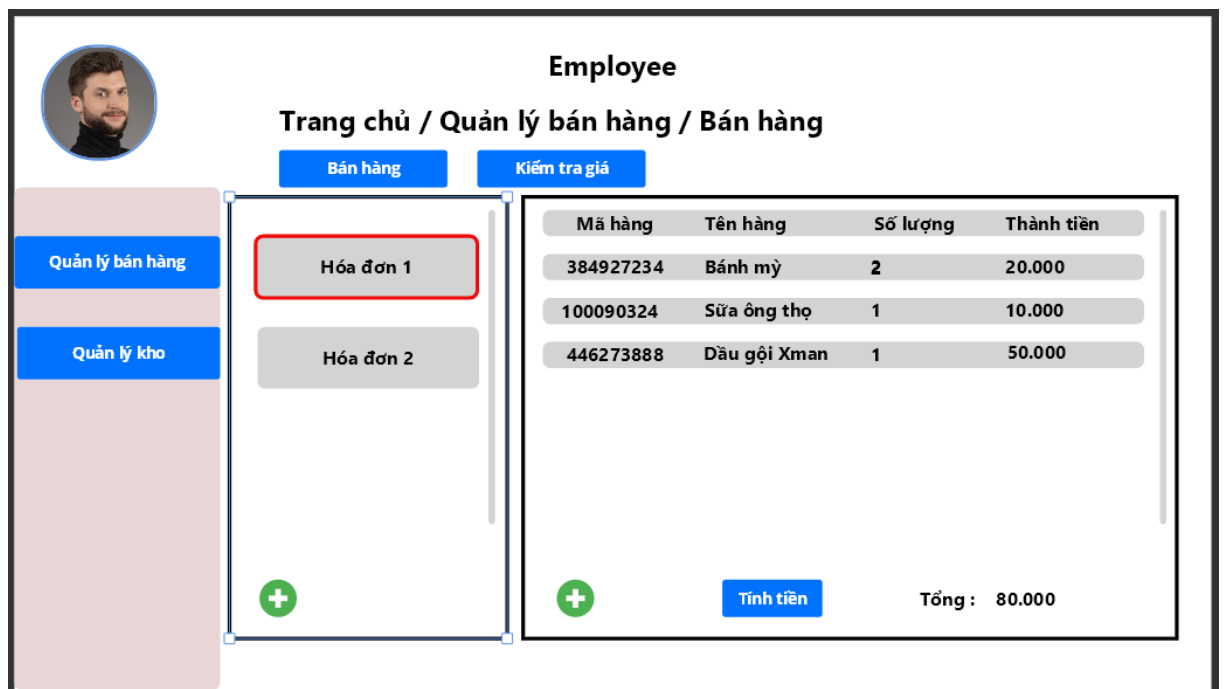 Employee
Trang chủ / Quản lý bán hàng / Bán hàng
Bán hàng Kiểm tra giá
Quản lý bán hàng
Quản lý kho
Hóa đơn 1
Hóa đơn 2
Mã hàng Tên hàng Số lượng Thành tiền
384927234 Bánh mỳ 2 20.000
100090324 Sữa ông thọ 1 10.000
446273888 Dầu gội Xman 1 50.000
Tính tiền Tổng : 80.000